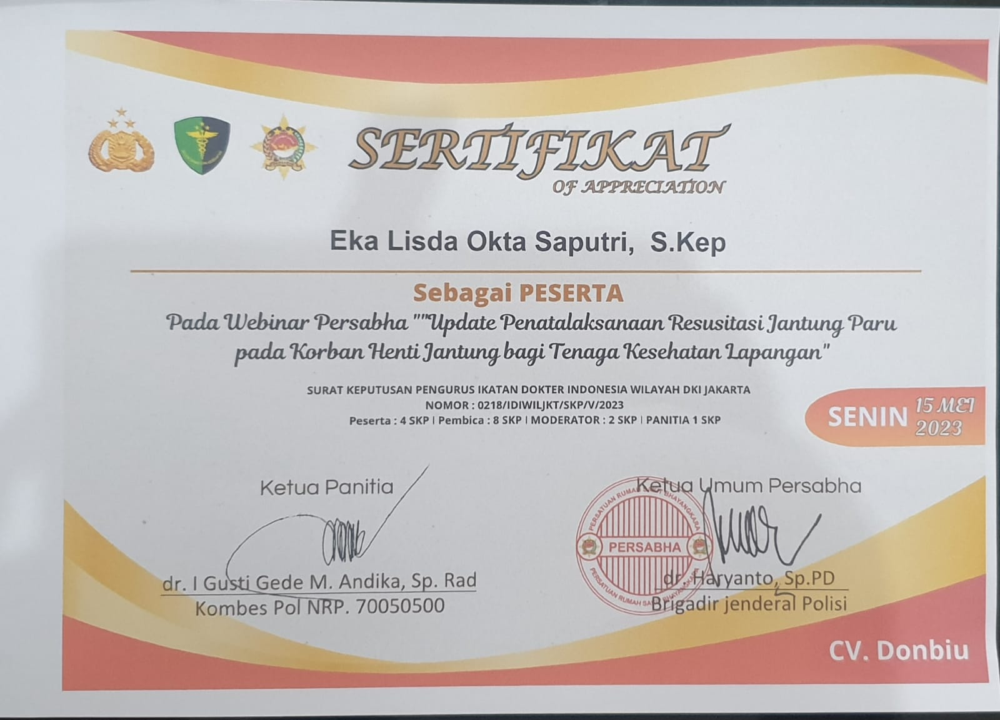 SERTIFIKAT
OF APPRECIATION
Eka Lisda Okta Saputri, S.Kep
Sebagai PESERTA
Pada Webinar Persabha ""Update Penatalaksanaan Resusitasi Jantung Paru
pada Korban Henti Jantung bagi Tenaga Kesehatan Lapangan"
SURAT KEPUTUSAN PENGURUS IKATAN DOKTER INDONESIA WILAYAH DKI JAKARTA
NOMOR : 0218/IDIWILJKT/SKP/V/2023
Peserta : 4 SKP | Pembica : 8 SKP | MODERATOR : 2 SKP | PANITIA 1 SKP
SENIN 15 MEI
2023
Ketua Panitia
dr. I Gusti Gede M. Andika, Sp. Rad
Kombes Pol NRP. 70050500
Ketua Umum Persabha
PERSATUAN RUMAH SAKIT BHAYANGKARA
PERSABHA
PERSATUAN RUMAH SAKIT BHAYANGKARA
dr. Haryanto, Sp.PD
Brigadir jenderal Polisi
CV. Donbiu